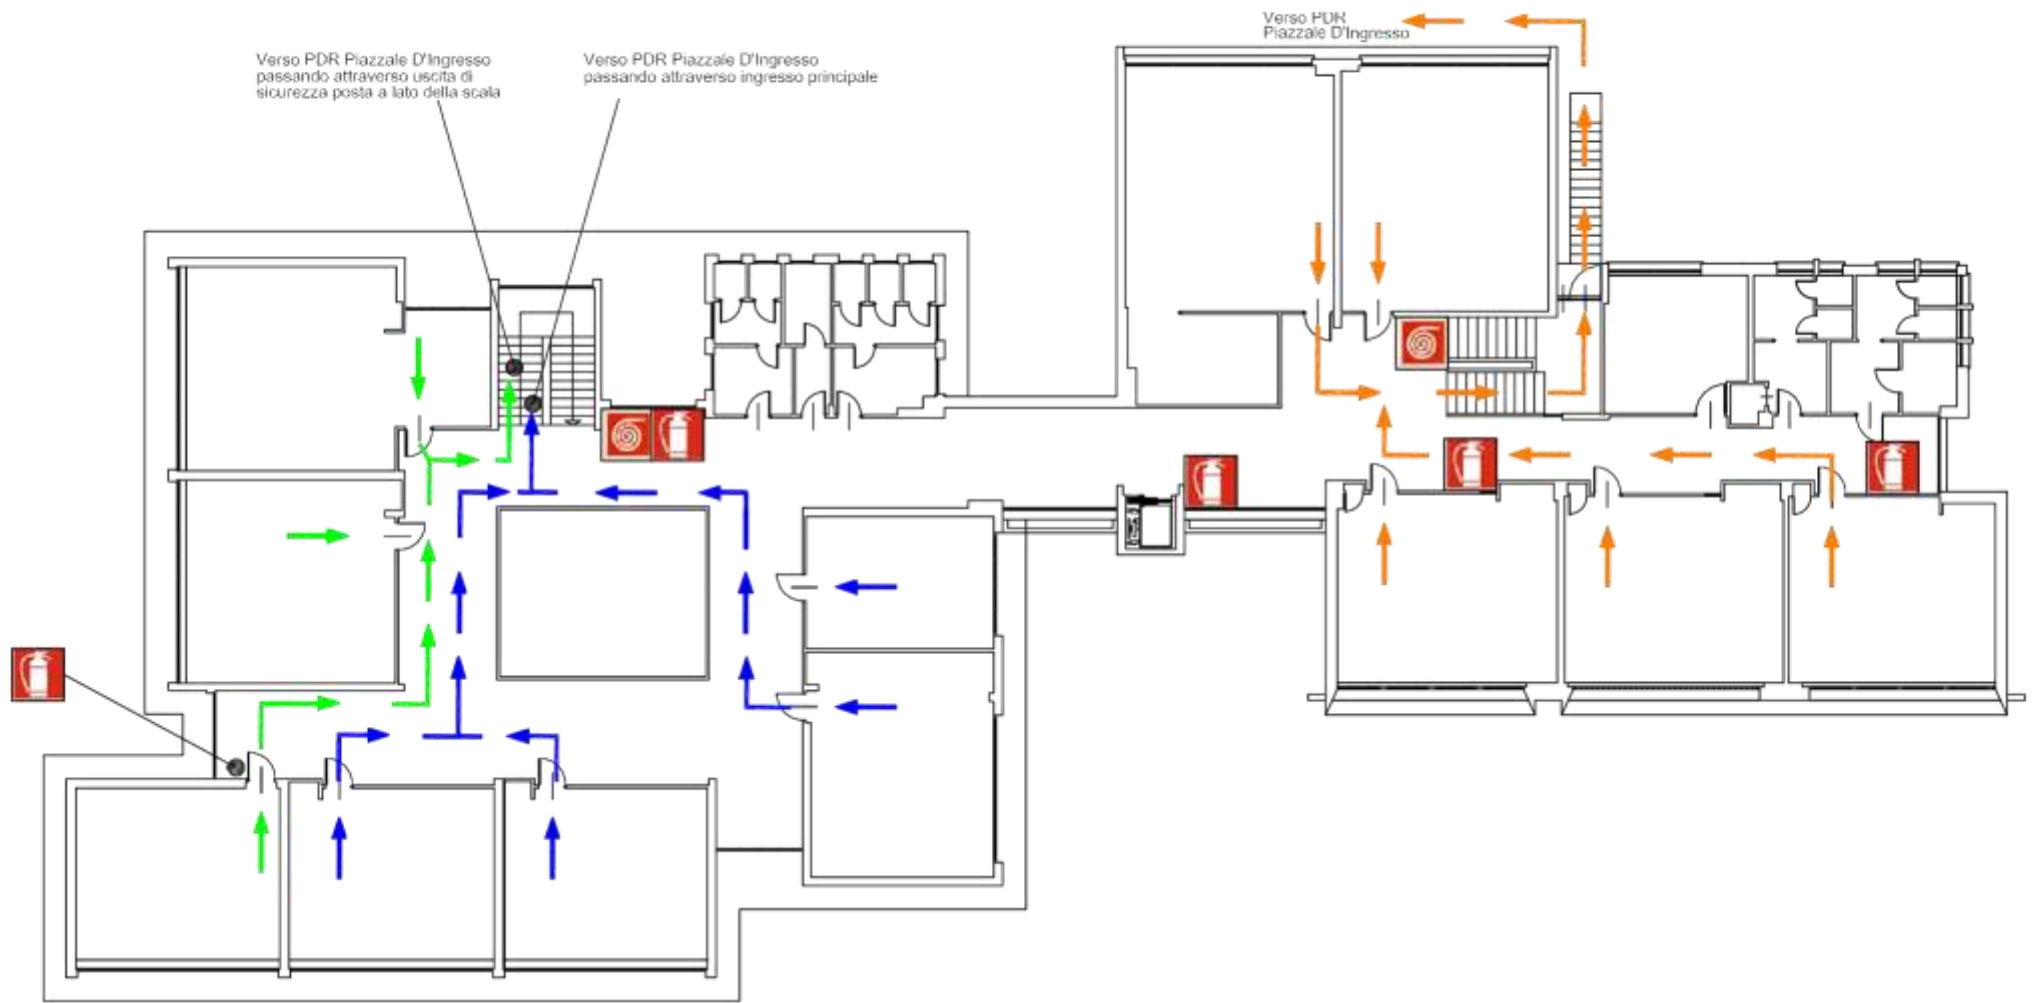 Verso PDR
Piazzale D'Ingresso
Verso PDR Piazzale D'Ingresso
passando attraverso uscita di
sicurezza posta a lato della scala
Verso PDR Piazzale D'Ingresso
passando attraverso ingresso principale